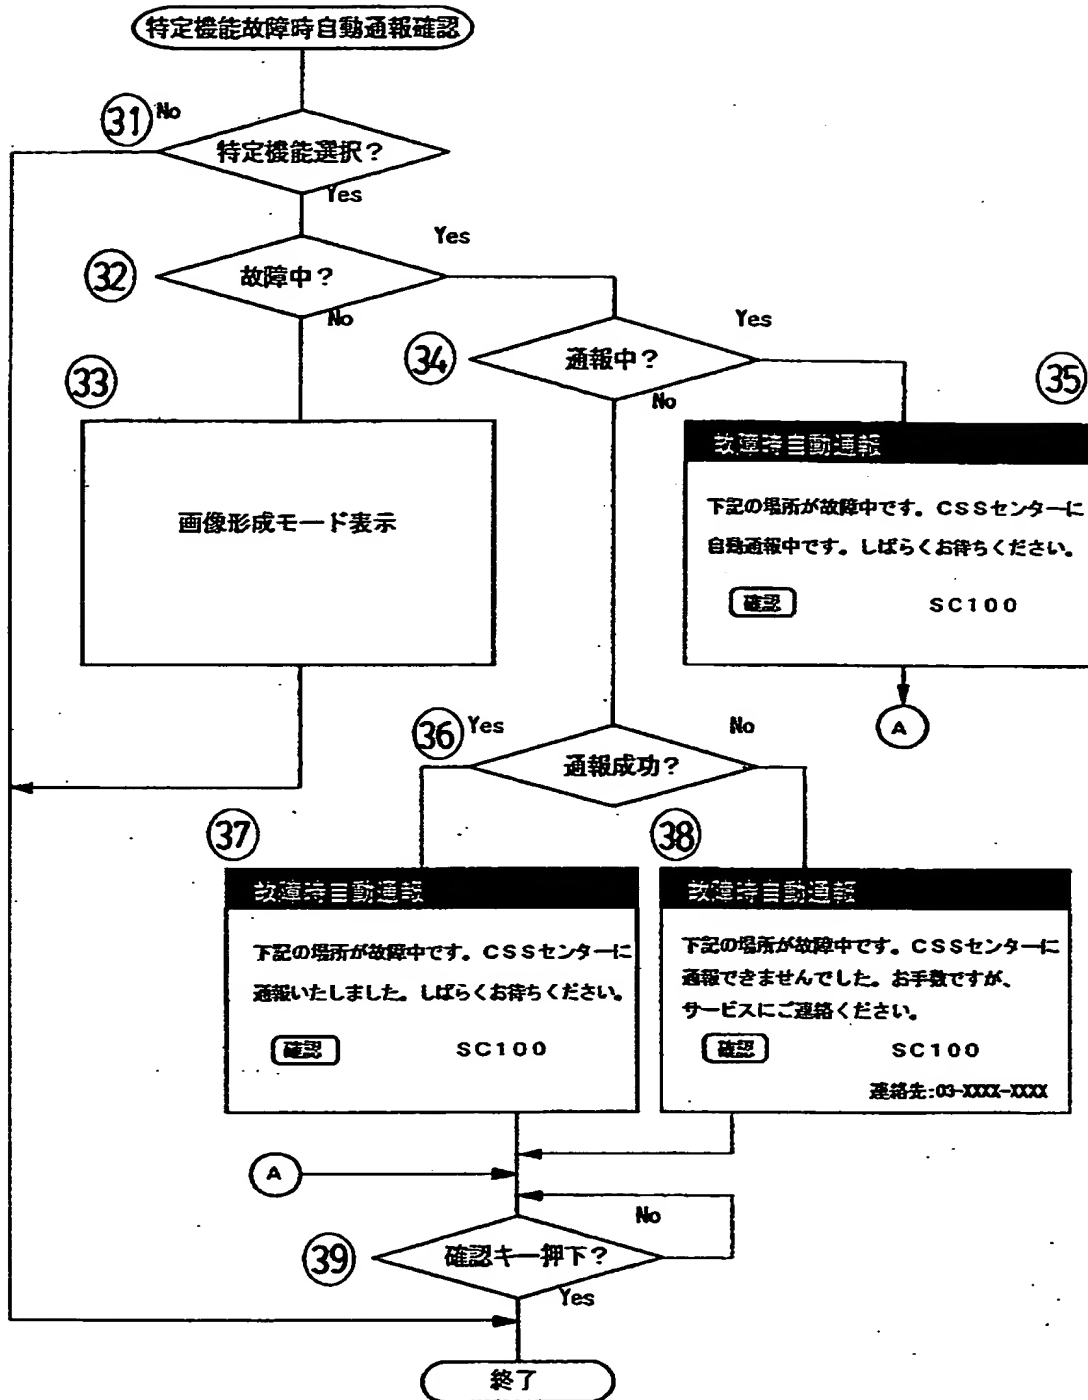 特定機能故障時自動通報確認
31
No
特定機能選択?
Yes
32
Yes
故障中?
No
33
34
Yes
通報中?
No
35
画像形成モード表示
故障時自動通報
下記の場所が故障中です。CSSセンターに
自動通報中です。しばらくお待ちください。
確認 SC100
A
36
Yes
No
通報成功?
37
38
故障時自動通報
下記の場所が故障中です。CSSセンターに
通報いたしました。しばらくお待ちください。
確認 SC100
故障時自動通報
下記の場所が故障中です。CSSセンターに
通報できませんでした。お手数ですが、
サービスにご連絡ください。
確認 SC100
連絡先:03-XXXX-XXXX
A
No
39
確認キー押下?
Yes
終了